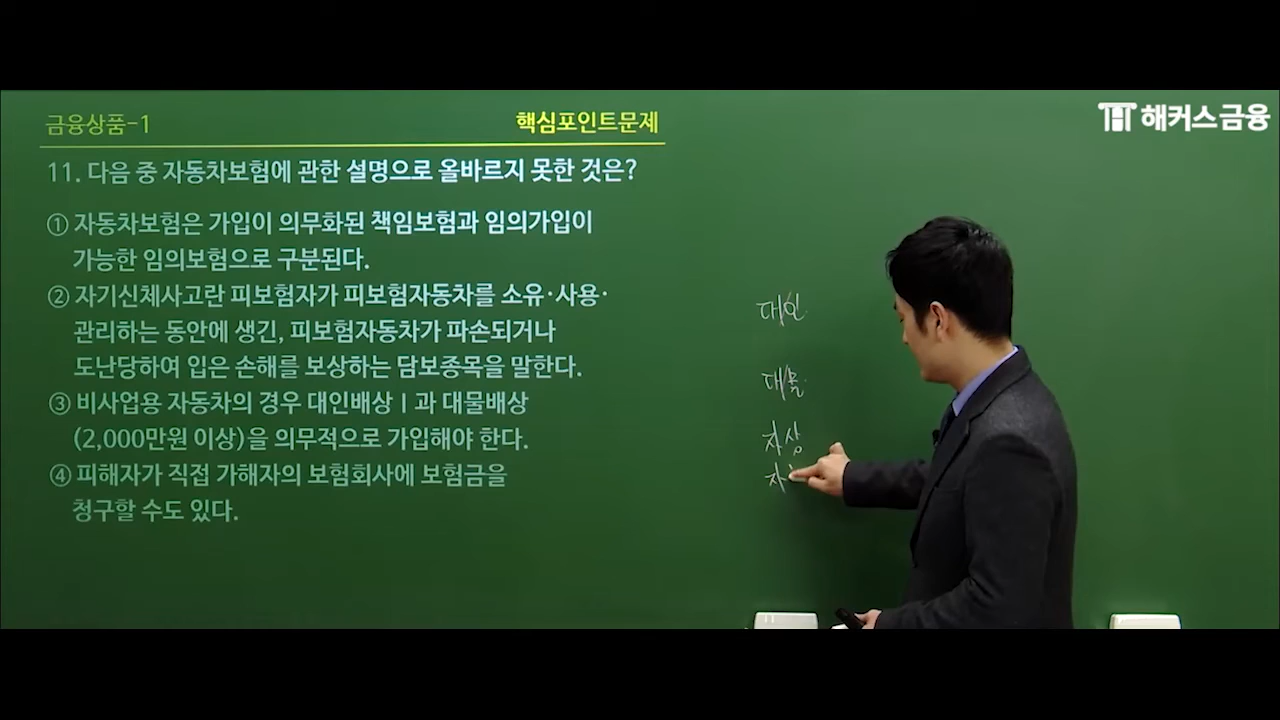 금융상품-1
핵심포인트문제
해커스금융
11. 다음 중 자동차보험에 관한 설명으로 올바르지 못한 것은?
① 자동차보험은 가입이 의무화된 책임보험과 임의가입이
가능한 임의보험으로 구분된다.
② 자기신체사고란 피보험자가 피보험자동차를 소유·사용·
관리하는 동안에 생긴, 피보험자동차가 파손되거나
도난당하여 입은 손해를 보상하는 담보종목을 말한다.
③ 비사업용 자동차의 경우 대인배상Ⅰ과 대물배상
(2,000만원 이상)을 의무적으로 가입해야 한다.
④ 피해자가 직접 가해자의 보험회사에 보험금을
청구할 수도 있다.
대인
대물
자상